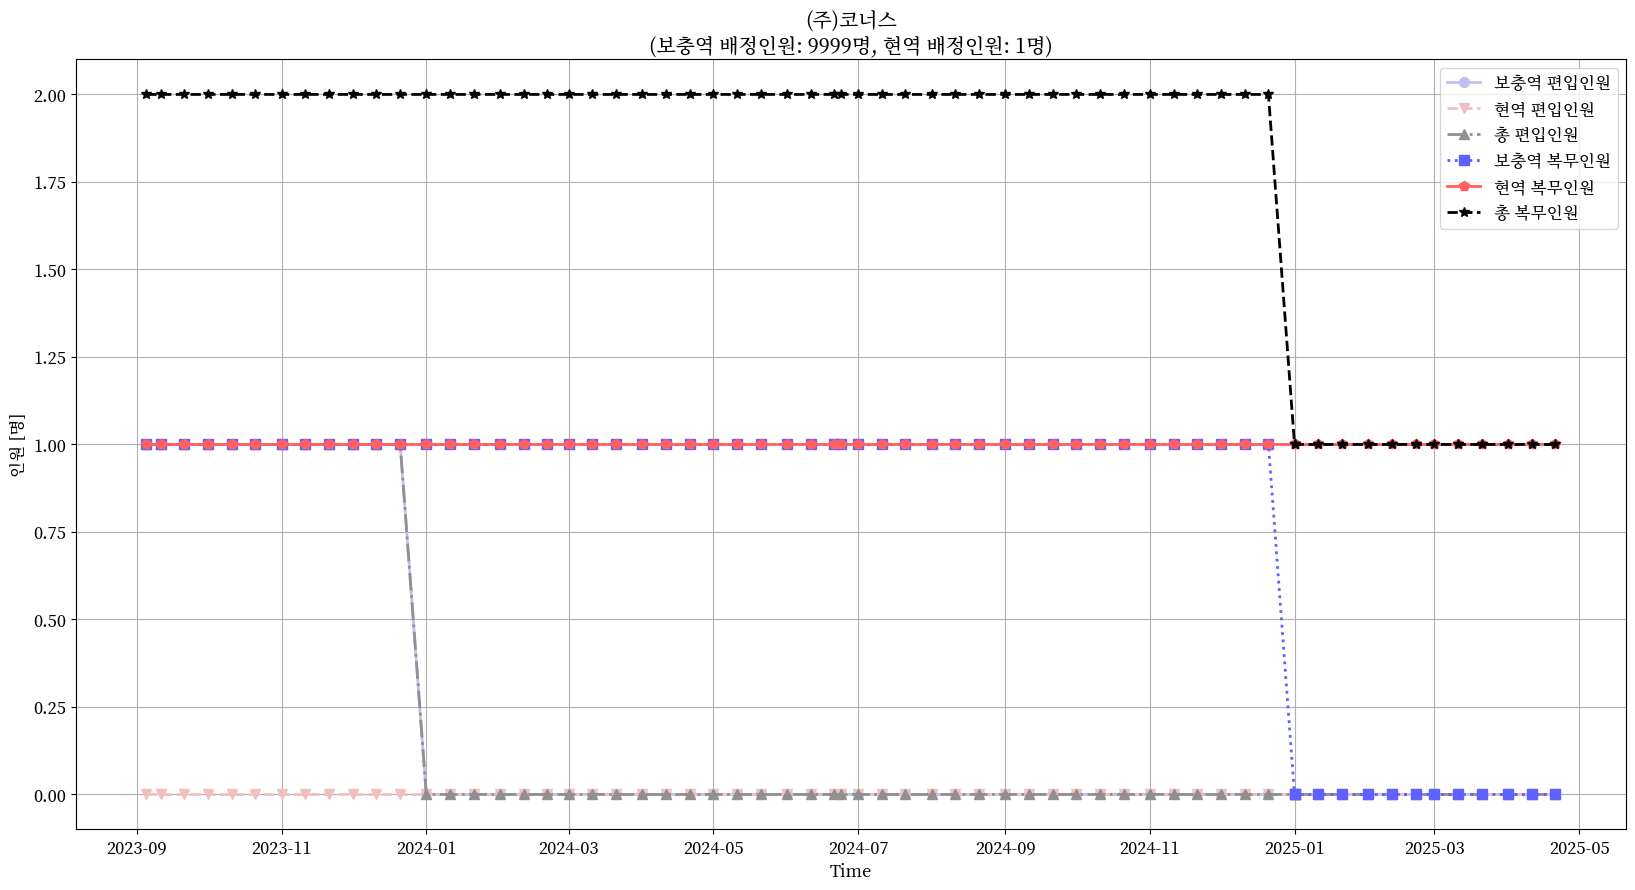 (주)코너스
(보충역 배정인원: 9999명, 현역 배정인원: 1명)
보충역 편입인원
현역 편입인원
총 편입인원
보충역 복무인원
현역 복무인원
총 복무인원
인원 [명]
2.00
1.75
1.50
1.25
1.00
0.75
0.50
0.25
0.00
2023-09
2023-11
2024-01
2024-03
2024-05
2024-07
2024-09
2024-11
2025-01
2025-03
2025-05
Time